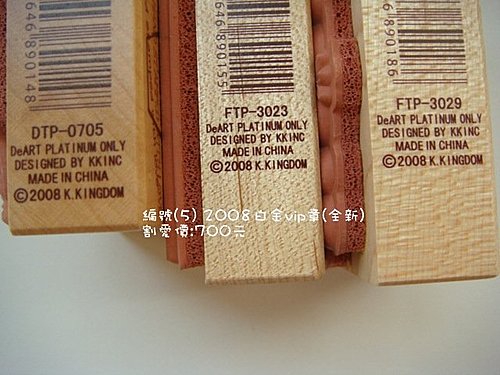 46890148
DTP-0705
DeART PLATINUM ONLY
DESIGNED BY KKINC
MADE IN CHINA
©2008 K.KINGDOM
646890155
FTP-3023
DeART PLATINUM ONLY
DESIGNED BY KKINC
MADE IN CHINA
©2008 K.KINGDOM
890186
FTP-3029
DeART PLATINUM ONLY
DESIGNED BY KKINC
MADE IN CHINA
©2008 K.KINGDOM
編號(5) 2008白金vip章(全新)
割愛價:700元